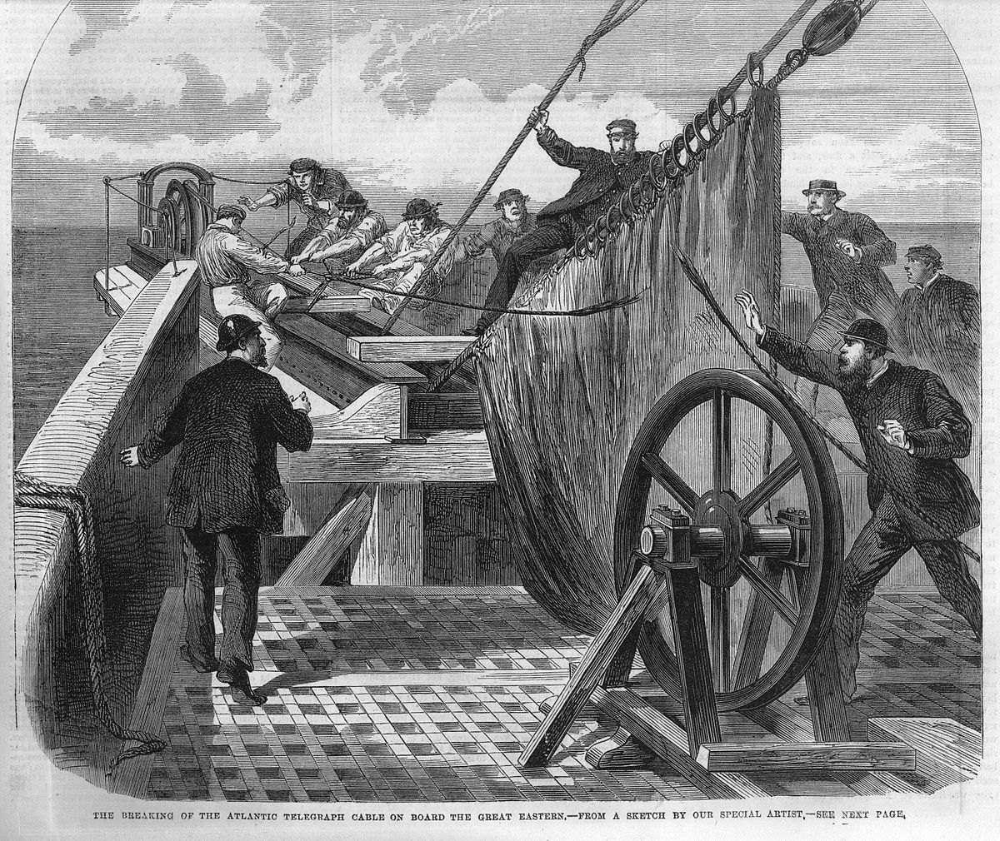 THE BREAKING OF THE ATLANTIC TELEGRAPH CABLE ON BOARD THE GREAT EASTERN,—FROM A SKETCH BY OUR SPECIAL ARTIST,—SEE NEXT PAGE,